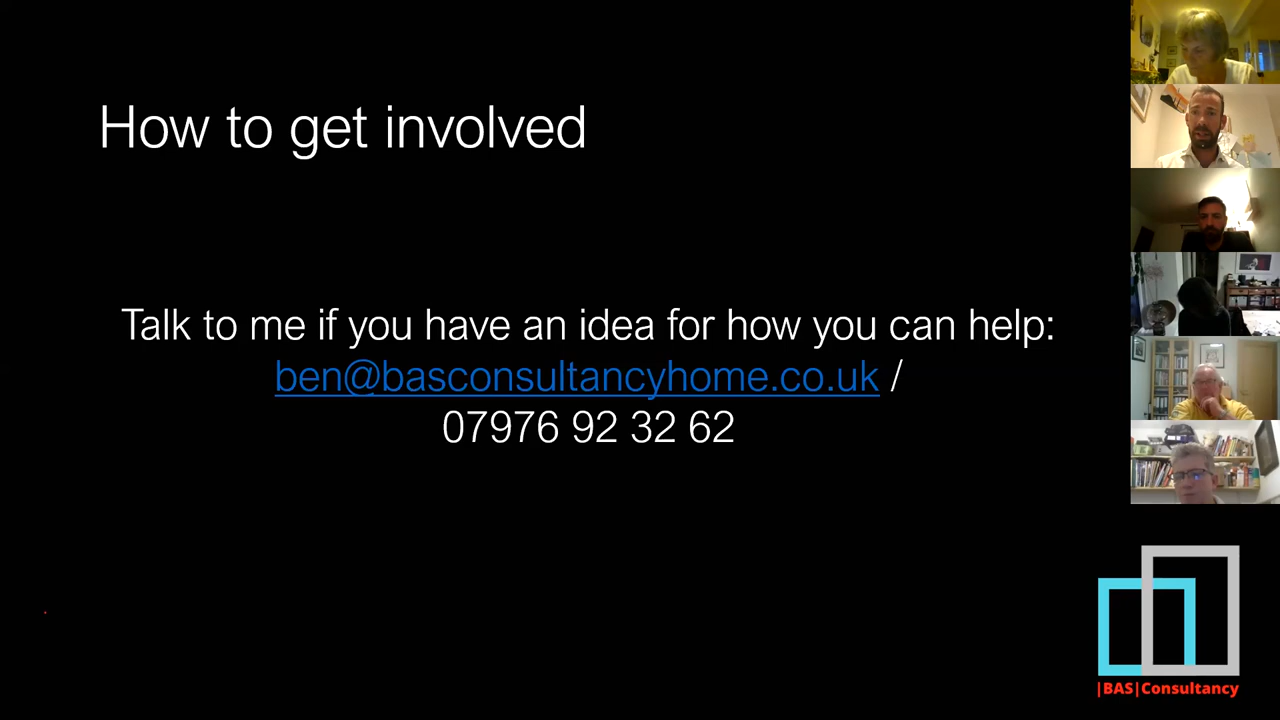 How to get involved
Talk to me if you have an idea for how you can help:
ben@basconsultancyhome.co.uk /
07976 92 32 62
|BAS|Consultancy